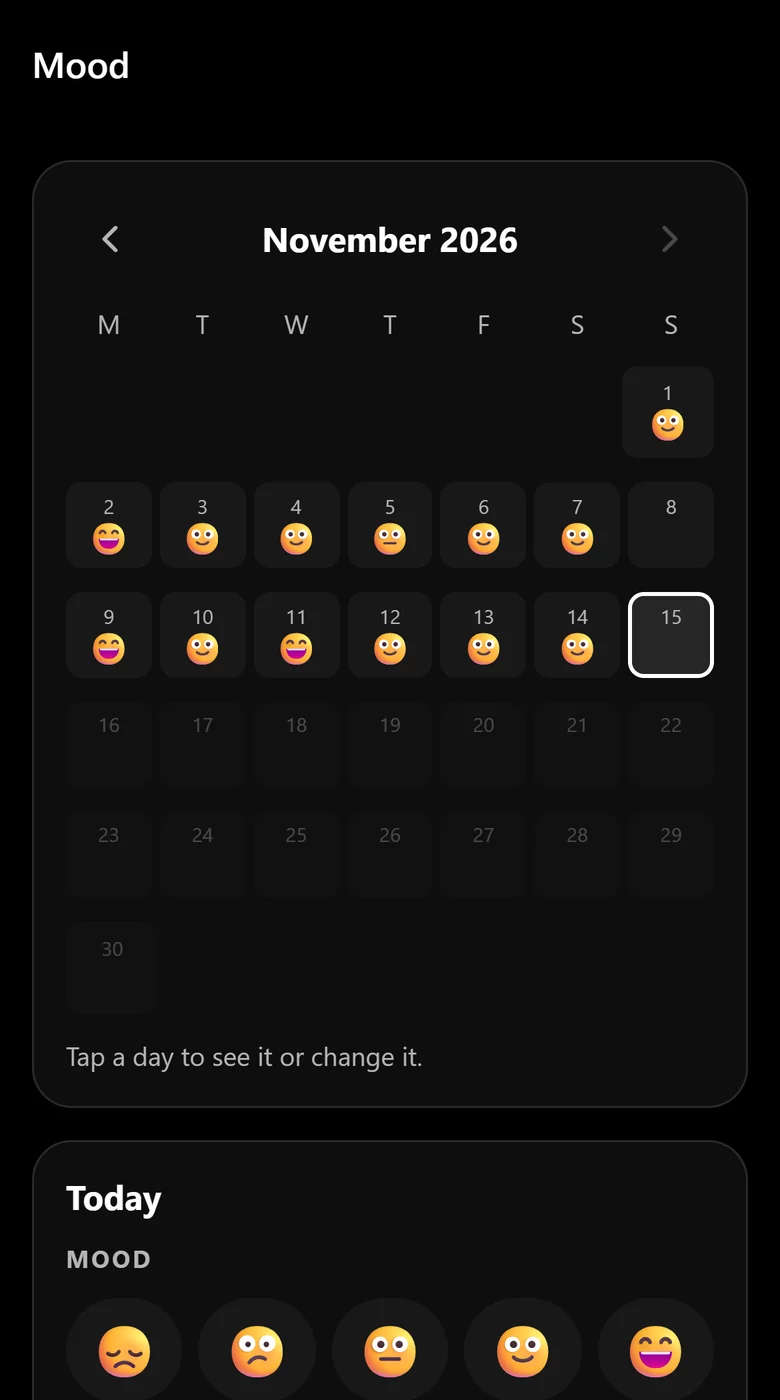 Mood
November 2026
M T W T F S S
1
2 3 4 5 6 7 8
9 10 11 12 13 14 15
16 17 18 19 20 21 22
23 24 25 26 27 28 29
30
Tap a day to see it or change it.
Today
MOOD